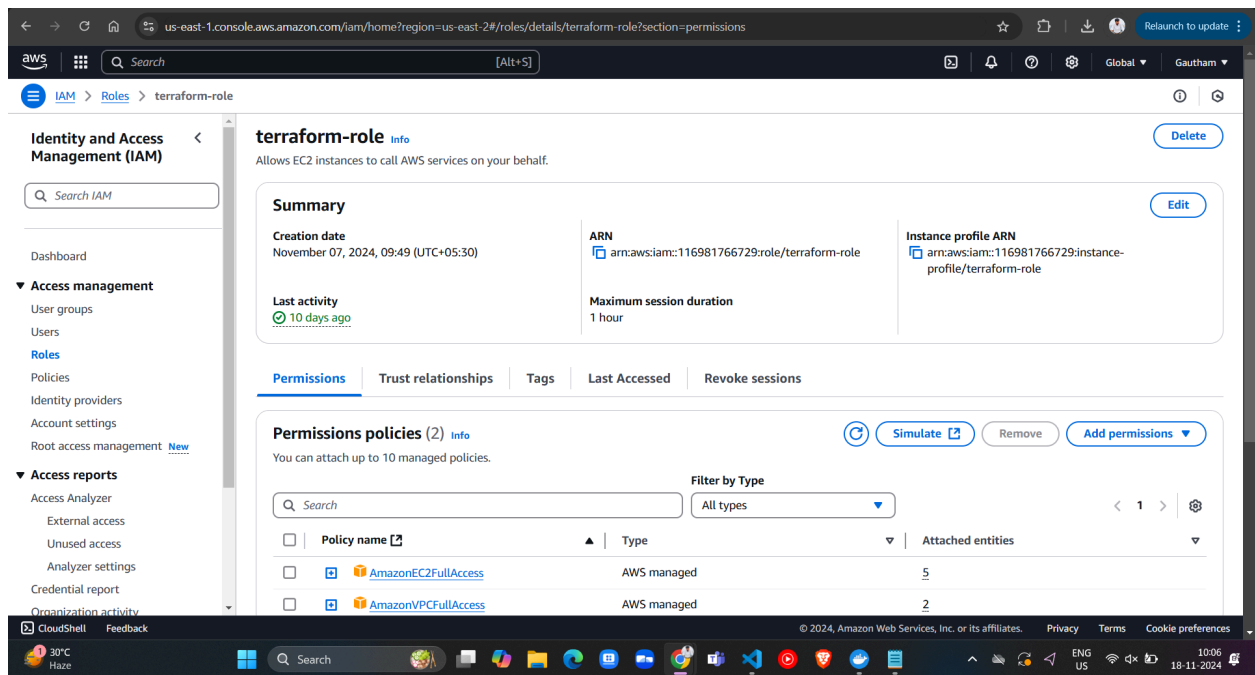 us-east-1.console.aws.amazon.com/iam/home?region=us-east-2#/roles/details/terraform-role?section=permissions
Relaunch to update
aws
Search
[Alt+S]
Global
Gautham
IAM > Roles > terraform-role
Identity and Access Management (IAM)
Search IAM
Dashboard
Access management
User groups
Users
Roles
Policies
Identity providers
Account settings
Root access management New
Access reports
Access Analyzer
External access
Unused access
Analyzer settings
Credential report
Organization activity
terraform-role Info
Delete
Allows EC2 instances to call AWS services on your behalf.
Summary
Edit
Creation date
November 07, 2024, 09:49 (UTC+05:30)
ARN
arn:aws:iam::116981766729:role/terraform-role
Instance profile ARN
arn:aws:iam::116981766729:instance-
profile/terraform-role
Last activity
10 days ago
Maximum session duration
1 hour
Permissions
Trust relationships
Tags
Last Accessed
Revoke sessions
Permissions policies (2) Info
Simulate
Remove
Add permissions
You can attach up to 10 managed policies.
Filter by Type
Search
All types
1
Policy name
Type
Attached entities
AmazonEC2FullAccess
AWS managed
5
AmazonVPCFullAccess
AWS managed
2
CloudShell
Feedback
© 2024, Amazon Web Services, Inc. or its affiliates.
Privacy
Terms
Cookie preferences
1
30°C
Haze
Search
ENG
US
10:06
18-11-2024